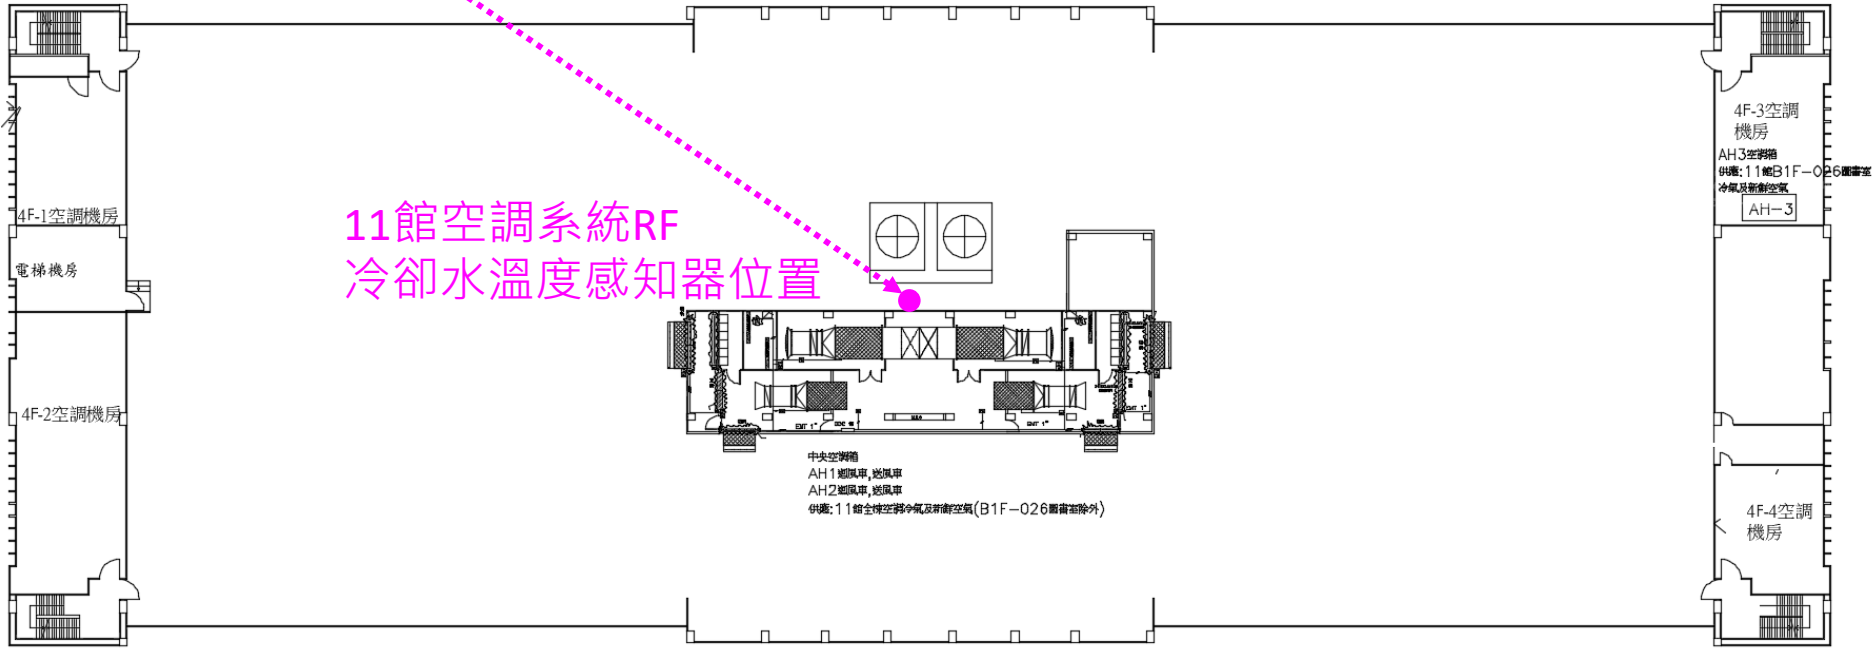 11館空調系統RF
冷卻水溫度感知器位置
4F-1空調機房
電梯機房
4F-2空調機房
4F-3空調
機房
AH3空調箱
供應:11館B1F-026圖書室
冷氣及新鮮空氣
AH-3
中央空調箱
AH1迴風車,送風車
AH2迴風車,送風車
供應:11館全棟空調冷氣及新鮮空氣(B1F-026圖書室除外)
EMT 1"
EMT 1"
EMT 1"
4F-4空調
機房